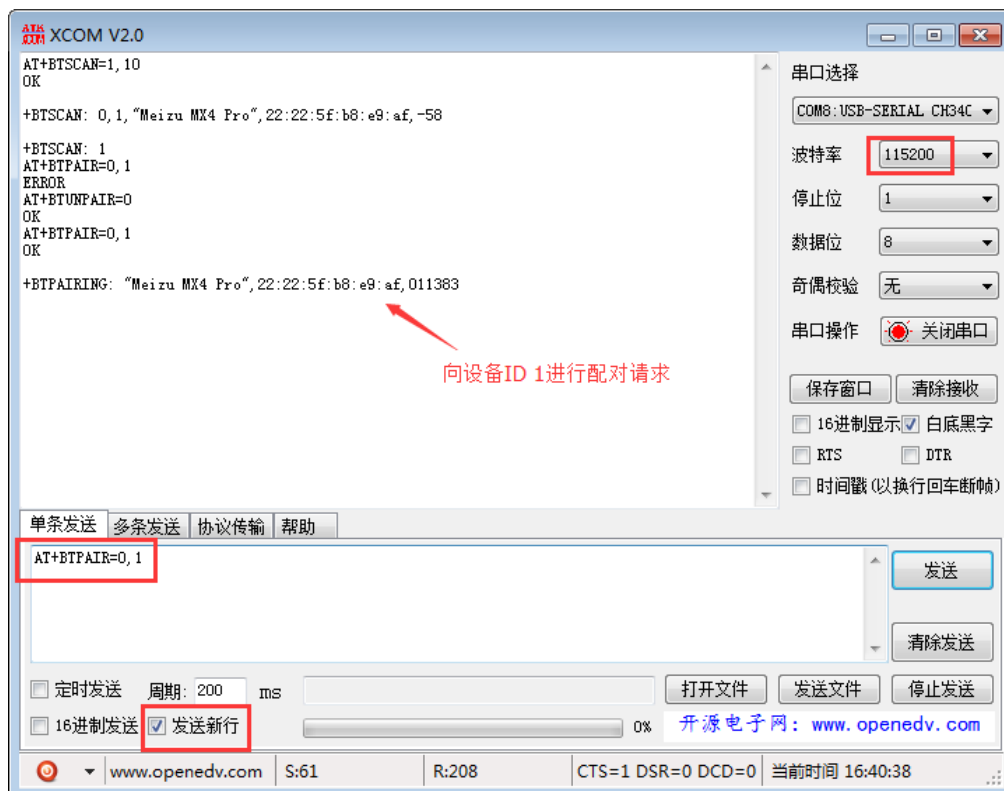 XCOM V2.0
AT+BTSCAN=1,10
OK
+BTSCAN: 0,1,"Meizu MX4 Pro",22:22:5f:b8:e9:af,-58
+BTSCAN: 1
AT+BTPAIR=0,1
ERROR
AT+BTUNPAIR=0
OK
AT+BTPAIR=0,1
OK
+BTPAIRING: "Meizu MX4 Pro",22:22:5f:b8:e9:af,011383
向设备ID 1进行配对请求
串口选择
COM8:USB-SERIAL CH340
波特率 115200
停止位 1
数据位 8
奇偶校验 无
串口操作 关闭串口
保存窗口 清除接收
16进制显示 白底黑字
RTS DTR
时间戳(以换行回车断帧)
单条发送 多条发送 协议传输 帮助
AT+BTPAIR=0,1
发送
清除发送
定时发送 周期: 200 ms 打开文件 发送文件 停止发送
16进制发送 发送新行 0% 开源电子网: www.openedv.com
www.openedv.com S:61 R:208 CTS=1 DSR=0 DCD=0 当前时间 16:40:38